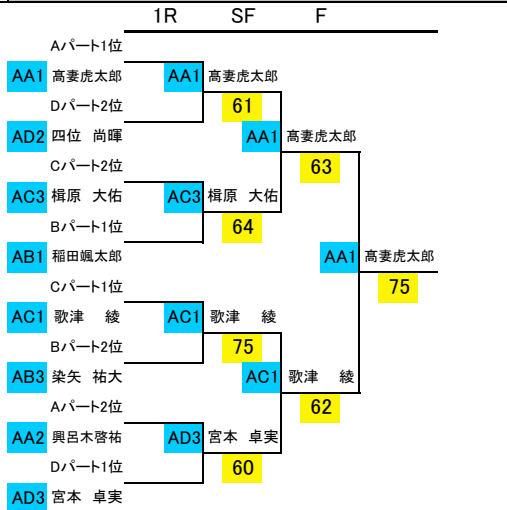 1R SF F
Aパート1位
AA1 髙妻虎太郎 AA1 髙妻虎太郎
Dパート2位 61
AD2 四位 尚暉 AA1 髙妻虎太郎
Cパート2位 63
AC3 楫原 大佑 AC3 楫原 大佑
Bパート1位 64
AB1 稲田颯太郎 AA1 髙妻虎太郎
Cパート1位 75
AC1 歌津 綾 AC1 歌津 綾
Bパート2位 75
AB3 染矢 祐大 AC1 歌津 綾
Aパート2位 62
AA2 興呂木啓祐 AD3 宮本 卓実
Dパート1位 60
AD3 宮本 卓実